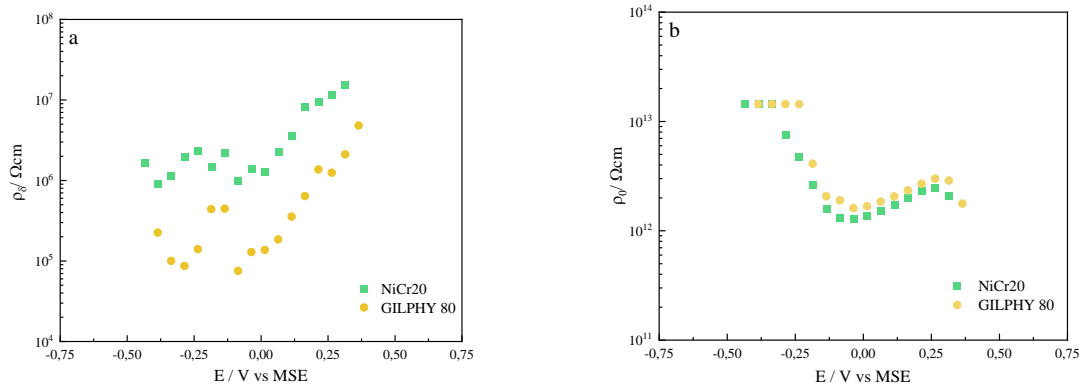 a
10^8
10^7
10^6
10^5
10^4
ρ_δ/ Ωcm
-0,75 -0,50 -0,25 0,00 0,25 0,50 0,75
E / V vs MSE
NiCr20
GILPHY 80
b
10^14
10^13
10^12
10^11
ρ_0/ Ωcm
-0,75 -0,50 -0,25 0,00 0,25 0,50 0,75
E / V vs MSE
NiCr20
GILPHY 80